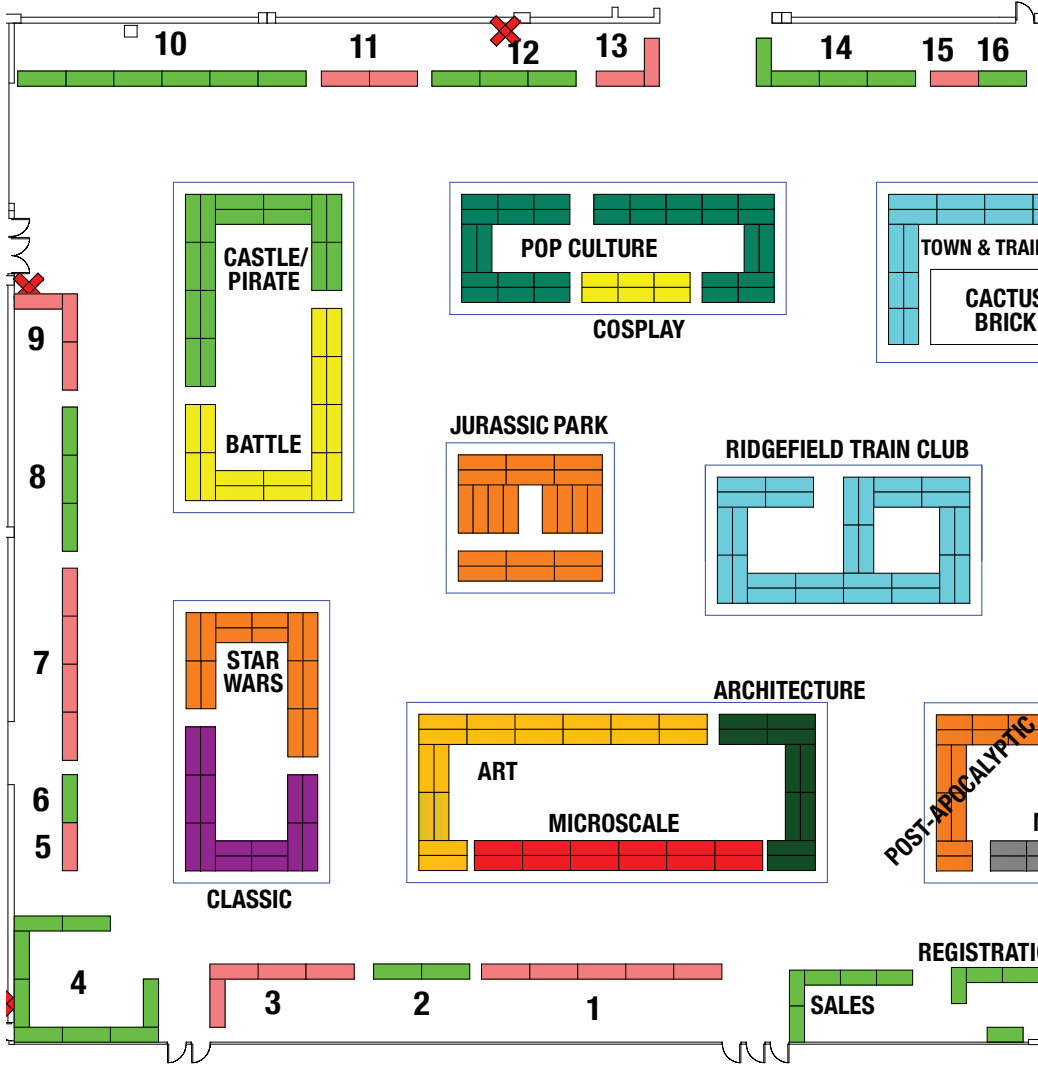 10
11
12
13
14
15
16
CASTLE/
PIRATE
POP CULTURE
COSPLAY
TOWN & TRAI
CACTUS
BRICK
9
BATTLE
8
JURASSIC PARK
RIDGEFIELD TRAIN CLUB
7
STAR
WARS
ARCHITECTURE
ART
MICROSCALE
POST-APOCALYPTIC
6
5
CLASSIC
4
3
2
1
REGISTRATI
SALES